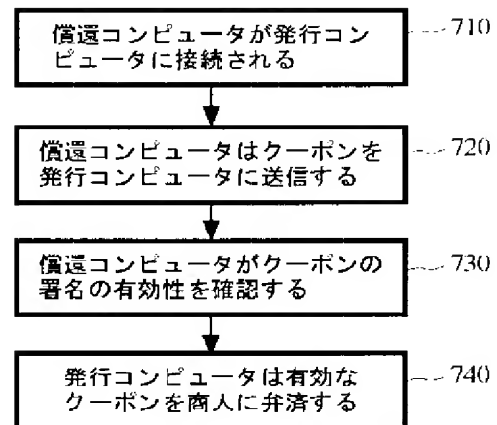 償還コンピュータが発行コン
ピュータに接続される
710
償還コンピュータはクーポンを
発行コンピュータに送信する
720
償還コンピュータがクーポンの
署名の有効性を確認する
730
発行コンピュータは有効な
クーポンを商人に弁済する
740